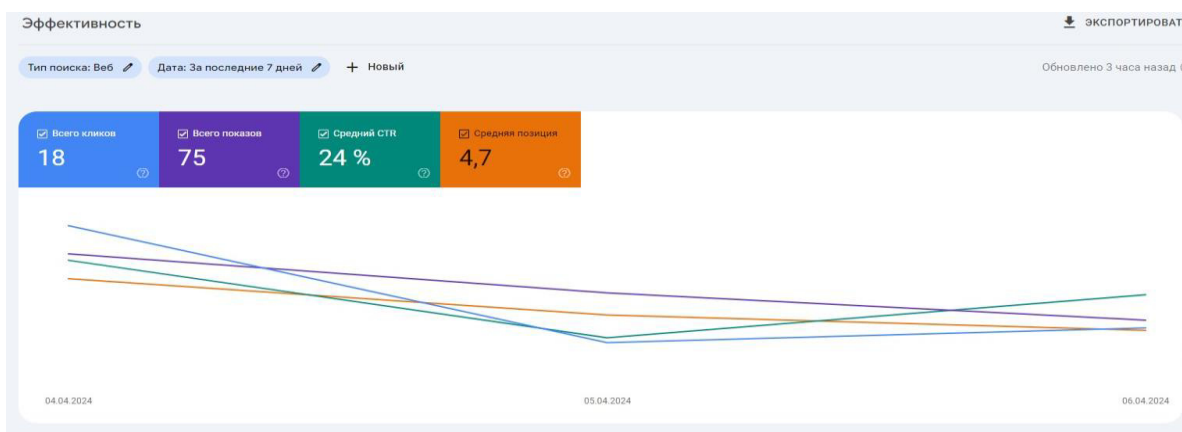 Эффективность
ЭКСПОРТИРОВАТ
Тип поиска: Веб
Дата: За последние 7 дней
+ Новый
Обновлено 3 часа назад
Всего кликов
Всего показов
Средний CTR
Средняя позиция
18
75
24 %
4,7
04.04.2024
05.04.2024
06.04.2024